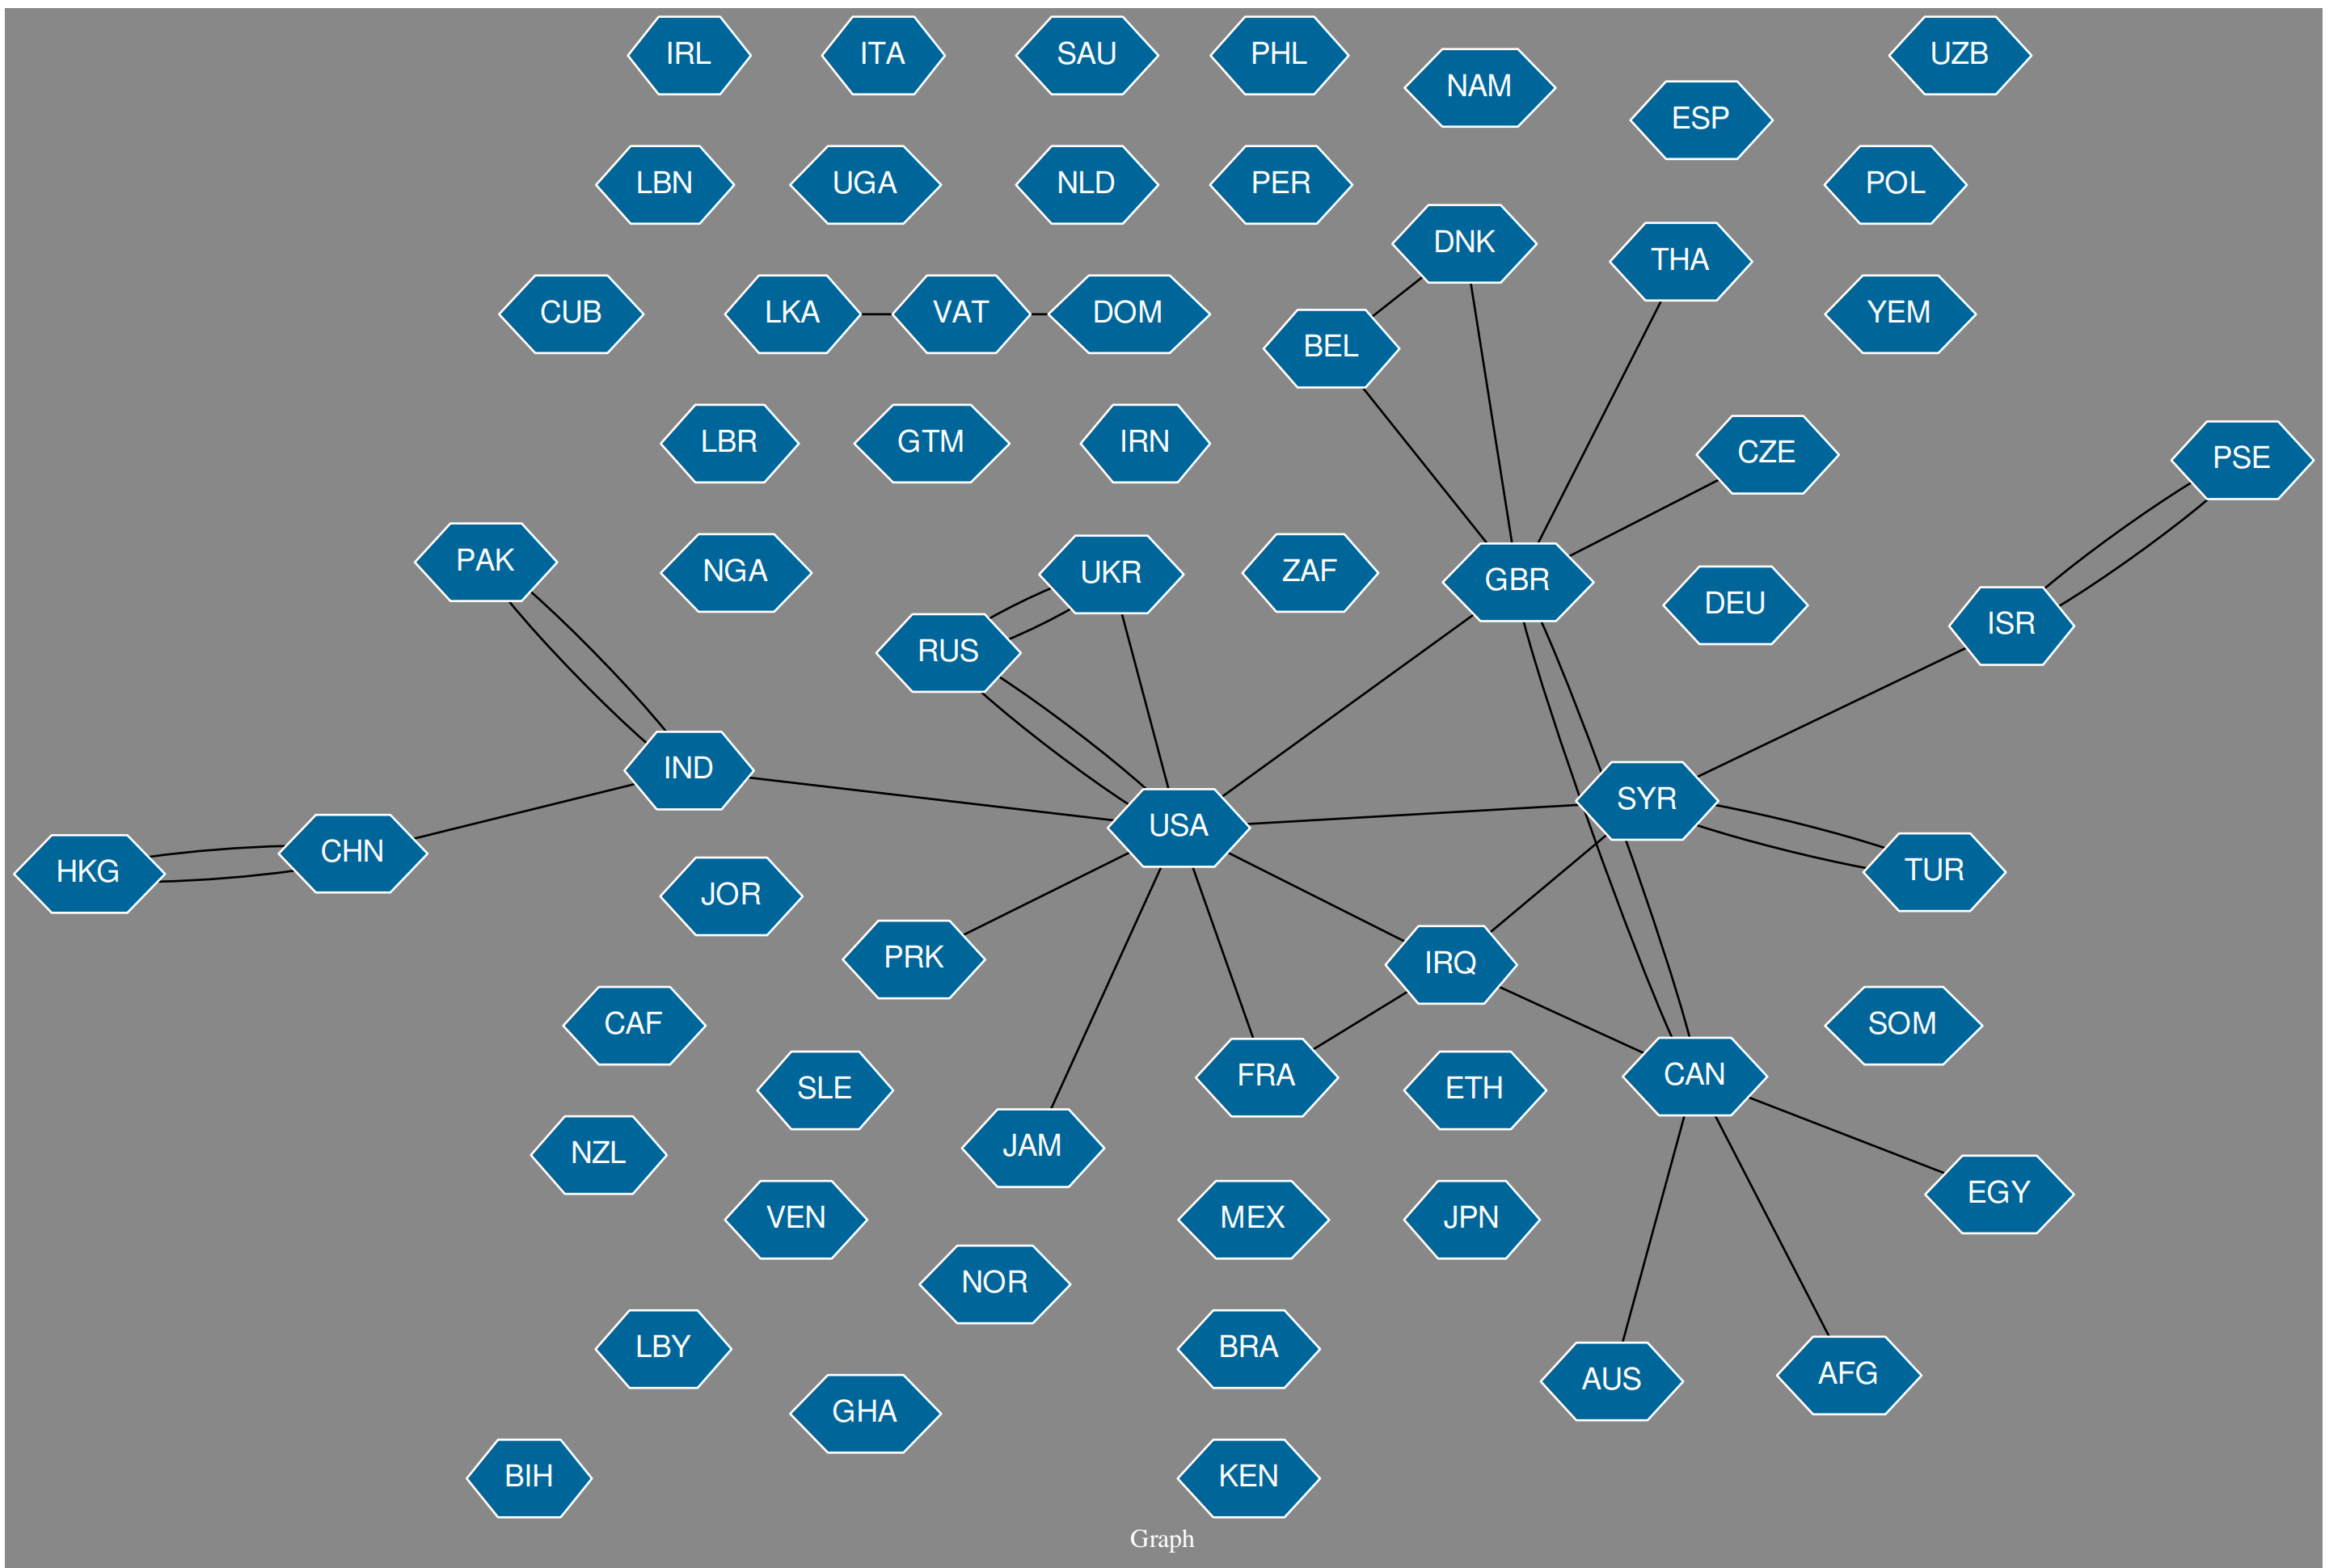 IRL
ITA
SAU
PHL
NAM
ESP
UZB
LBN
UGA
NLD
PER
POL
DNK
THA
CUB
LKA
VAT
DOM
BEL
YEM
LBR
GTM
IRN
CZE
PSE
PAK
NGA
UKR
ZAF
GBR
DEU
ISR
RUS
IND
USA
SYR
HKG
CHN
TUR
JOR
PRK
IRQ
CAF
SOM
SLE
FRA
ETH
CAN
NZL
JAM
VEN
MEX
JPN
EGY
NOR
LBY
BRA
AUS
AFG
GHA
BIH
KEN
Graph